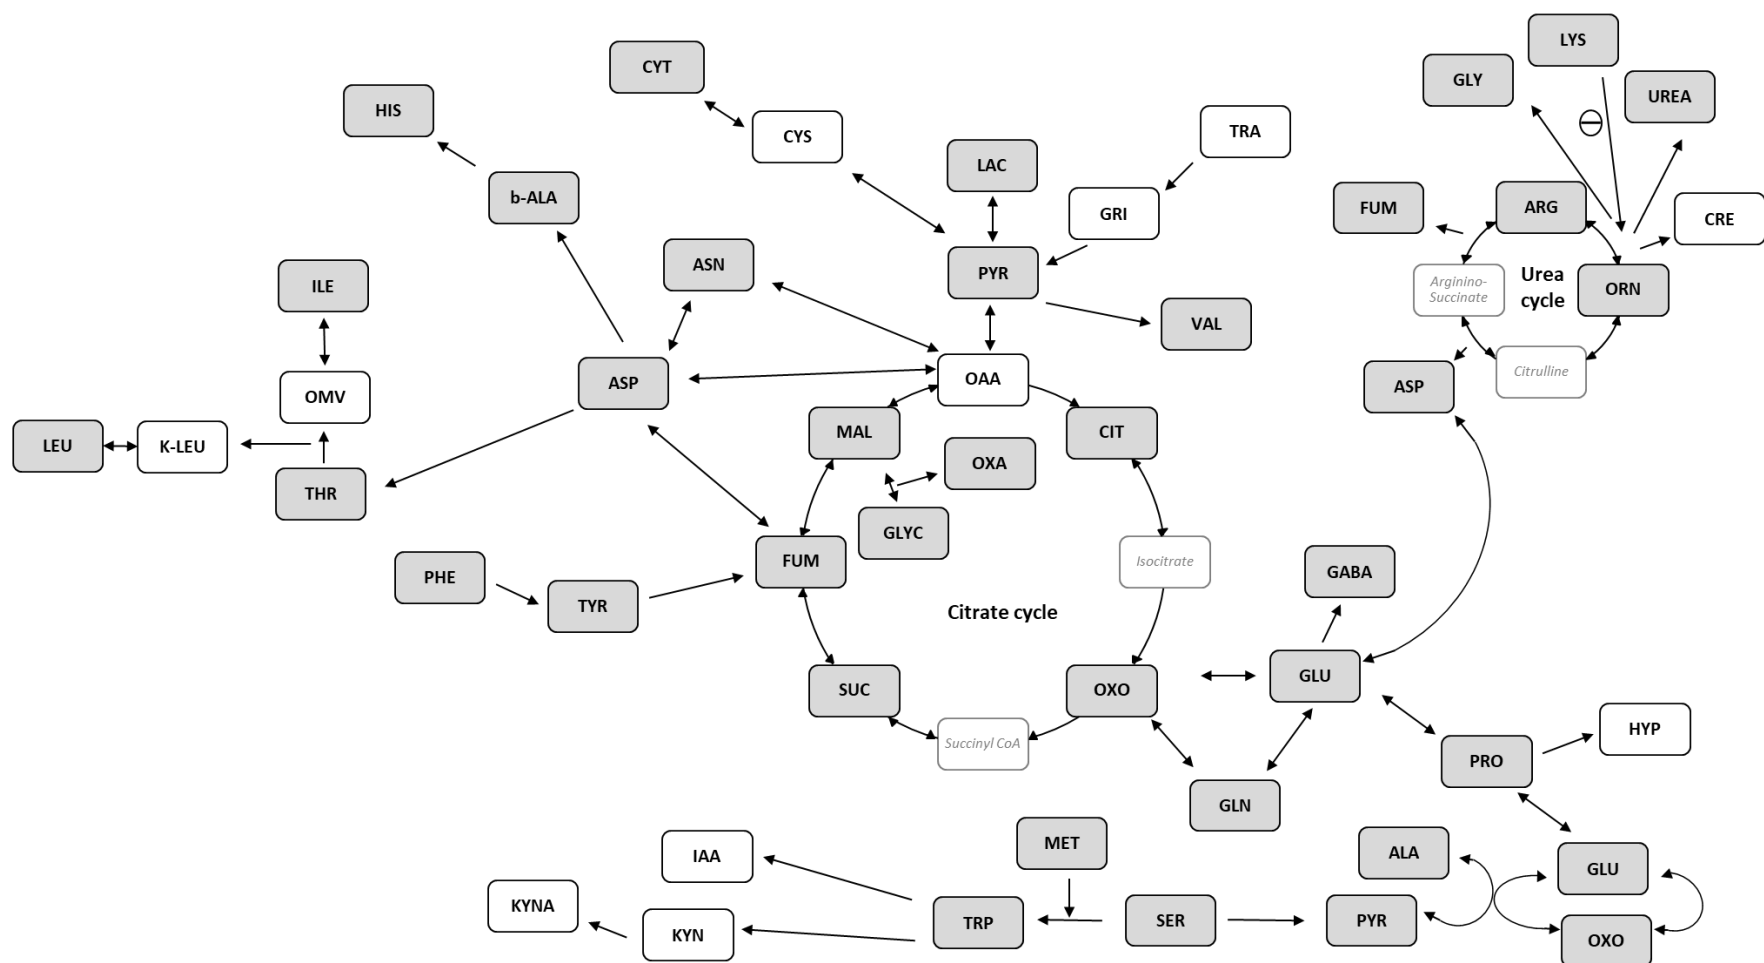 LYS
CYT
GLY
UREA
HIS
CYS
TRA
LAC
b-ALA
GRI
FUM
ARG
CRE
ASN
PYR
ILE
Arginino-
Succinate
Urea
cycle
ORN
VAL
ASP
OAA
ASP
Citrulline
OMV
MAL
CIT
LEU
K-LEU
OXA
THR
GLYC
FUM
Isocitrate
GABA
PHE
TYR
Citrate cycle
SUC
OXO
GLU
Succinyl CoA
HYP
PRO
GLN
MET
IAA
ALA
GLU
KYNA
TRP
SER
PYR
KYN
OXO